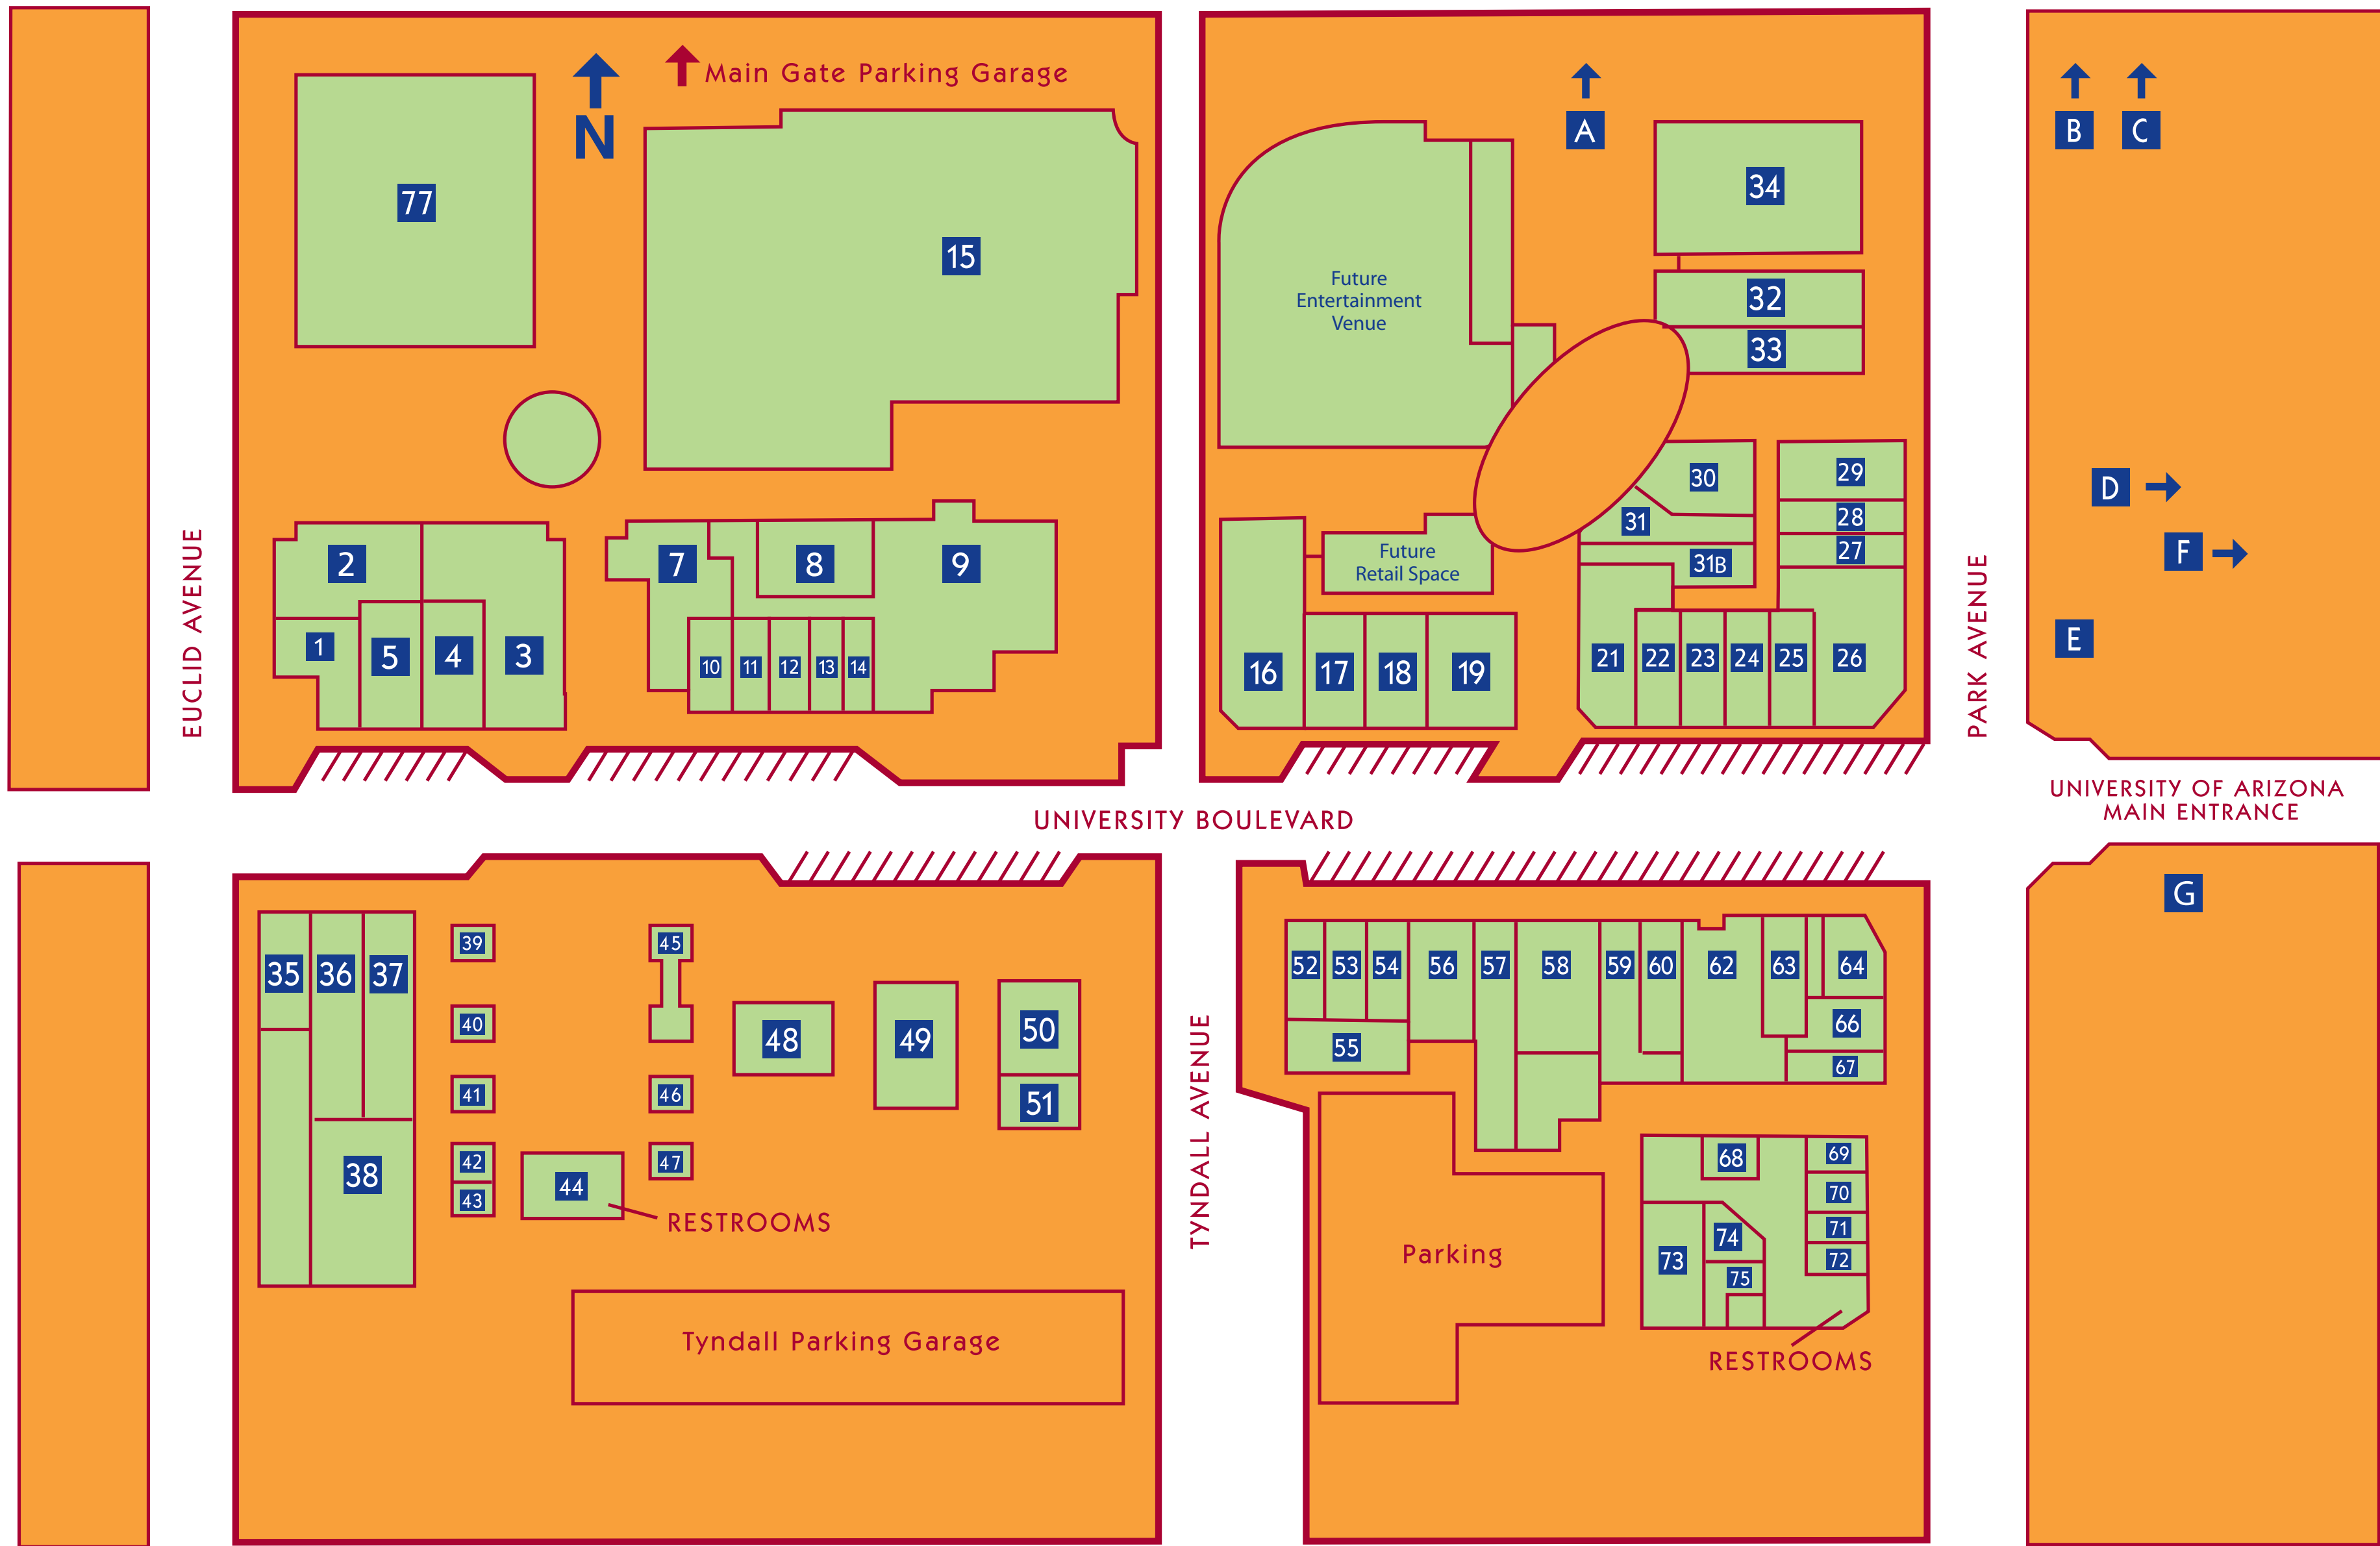 Main Gate Parking Garage
N
77
15
2
1
5
4
3
7
8
9
10
11
12
13
14
EUCLID AVENUE
A
34
Future
Entertainment
Venue
32
33
30
29
31
28
27
31B
Future
Retail Space
16
17
18
19
21
22
23
24
25
26
PARK AVENUE
B
C
D
F
E
UNIVERSITY OF ARIZONA
MAIN ENTRANCE
UNIVERSITY BOULEVARD
35
36
37
38
39
40
41
42
43
44
45
46
47
48
49
50
51
RESTROOMS
Tyndall Parking Garage
TYNDALL AVENUE
52
53
54
55
56
57
58
59
60
62
63
64
66
67
68
69
70
71
72
73
74
75
Parking
RESTROOMS
G